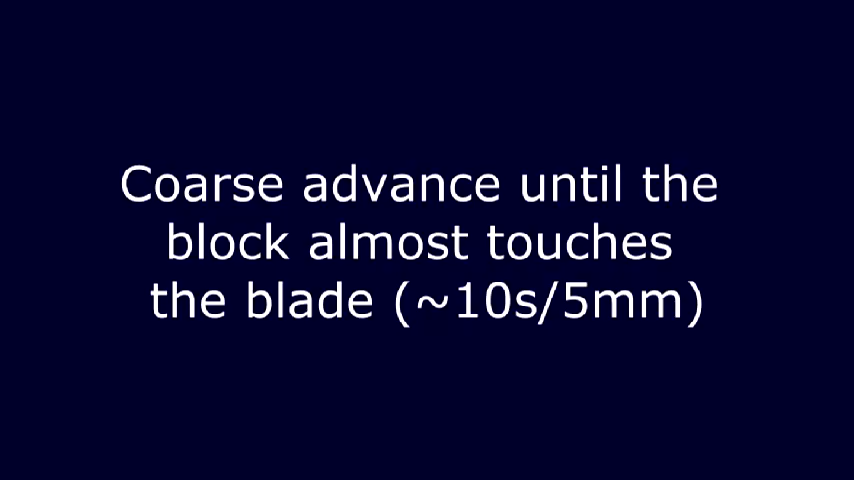 Coarse advance until the
block almost touches
the blade (~10s/5mm)